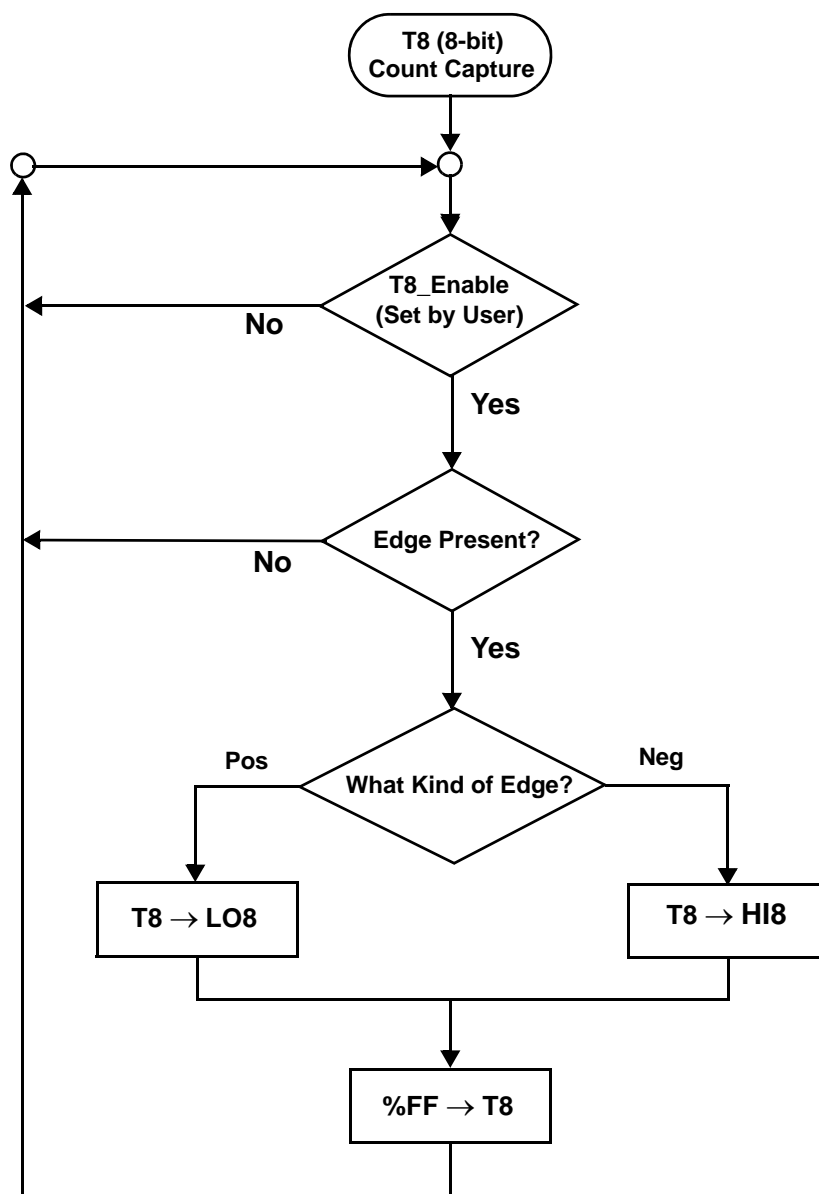 T8 (8-bit)
Count Capture
T8_Enable
(Set by User)
No
Yes
Edge Present?
No
Yes
Pos
What Kind of Edge?
Neg
T8 → LO8
T8 → HI8
%FF → T8